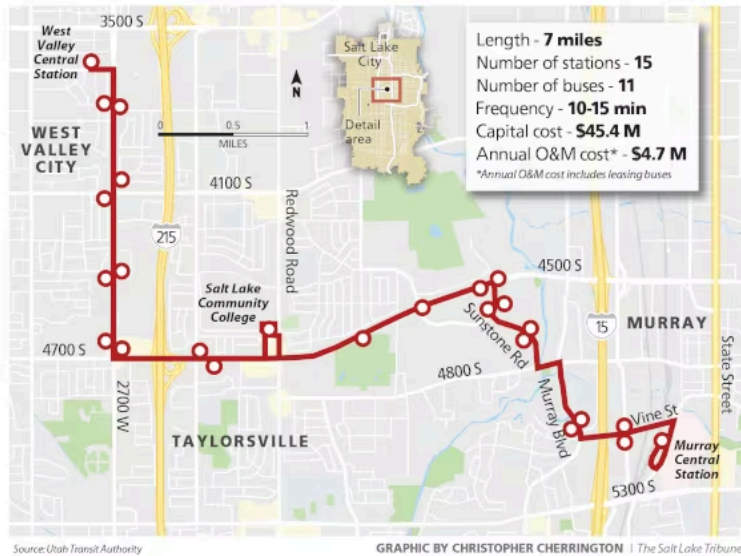 3500 S
West
Valley
Central
Station
WEST
VALLEY
CITY
N
0 0.5 1
MILES
Salt Lake
City
Detail
area
Length - 7 miles
Number of stations - 15
Number of buses - 11
Frequency - 10-15 min
Capital cost - $45.4 M
Annual O&M cost* - $4.7 M
*Annual O&M cost includes leasing buses
4100 S
Redwood Road
215
Salt Lake
Community
College
4500 S
Sunstone Rd
15
MURRAY
State Street
4700 S
2700 W
4800 S
Murray Blvd
Vine St
TAYLORSVILLE
Murray
Central
Station
5300 S
Source: Utah Transit Authority
GRAPHIC BY CHRISTOPHER CHERRINGTON | The Salt Lake Tribune